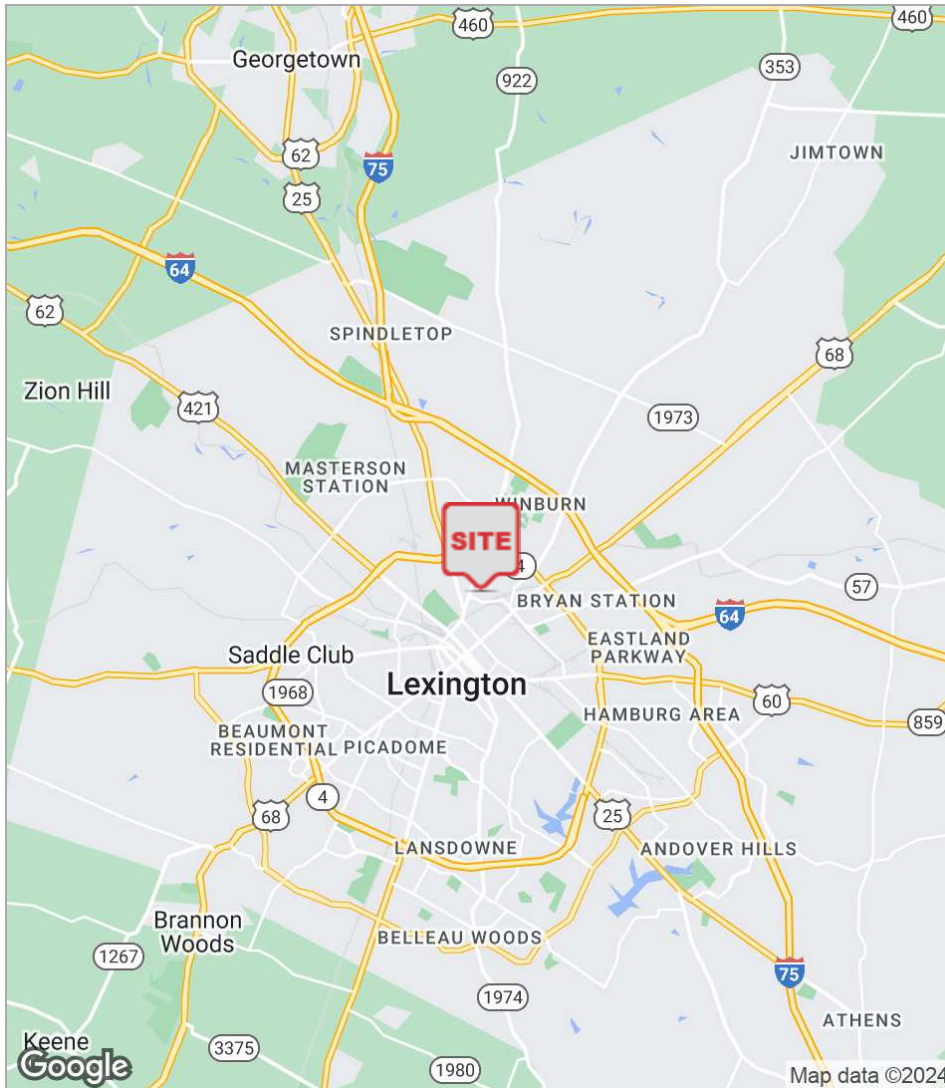 460
460
Georgetown
922
353
62
JIMTOWN
75
25
64
62
SPINDLETOP
68
Zion Hill
421
1973
MASTERSON
STATION
WINBURN
SITE
4
57
BRYAN STATION
64
EASTLAND
PARKWAY
Saddle Club
Lexington
1968
60
HAMBURG AREA
859
BEAUMONT
RESIDENTIAL
PICADOME
4
68
25
LANSDOWNE
ANDOVER HILLS
Brannon
Woods
BELLEAU WOODS
1267
75
1974
ATHENS
Keene
3375
Google
1980
Map data ©2024